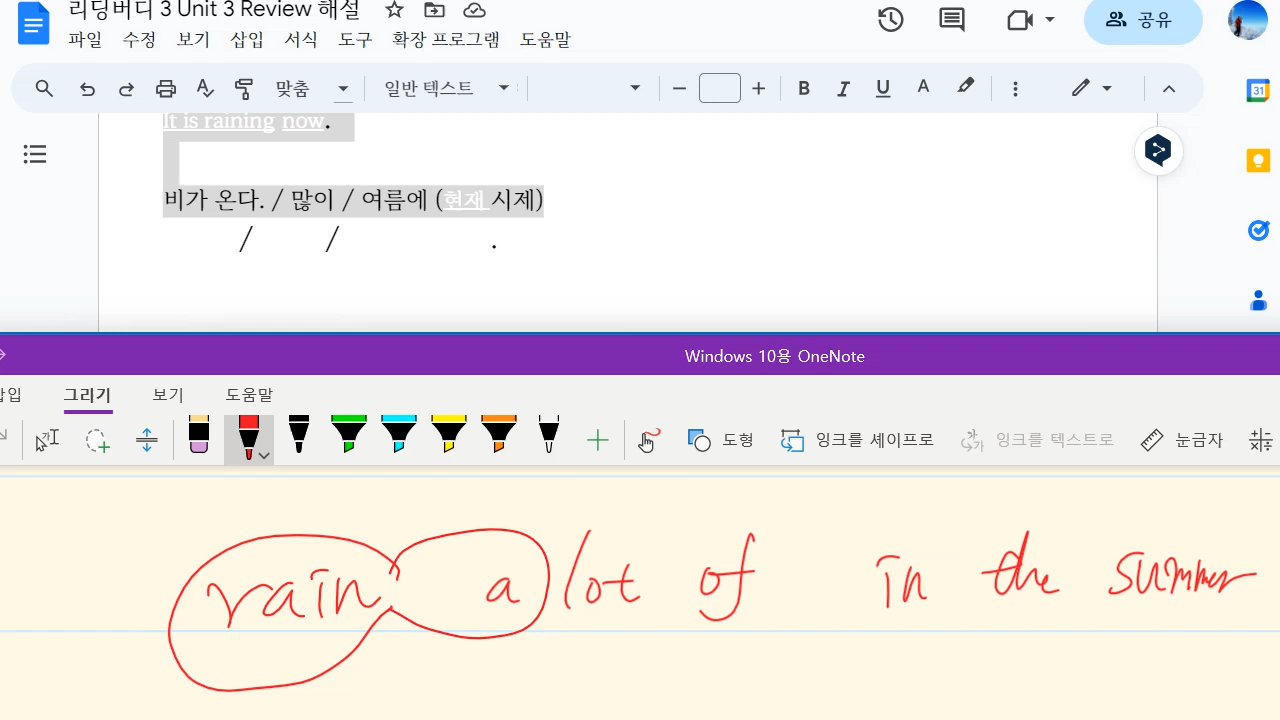 리딩버디 3 Unit 3 Review 해설
파일 수정 보기 삽입 서식 도구 확장 프로그램 도움말
공유
맞춤 일반 텍스트 B I U A
31
It is raining now.
비가 온다. / 많이 / 여름에 (현재 시제)
/ / .
Windows 10용 OneNote
삽입 그리기 보기 도움말
도형 잉크를 셰이프로 잉크를 텍스트로 눈금자
rain a lot of in the summer